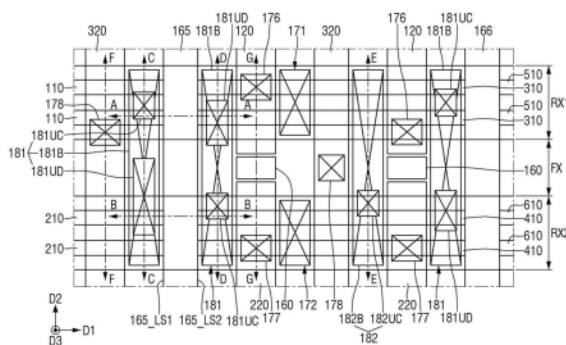 181UD
320 165 181B 120 176 171 320 176 120 181UC 181B 166
F C G E
510
110 310 RX1
178 A A 510
110 310
181UC
181 181B 160 FX
181UD
610
210 B B 410 RX2
610
210 410
F C D G E
D2 165_LS1 181 220 160 172 178 182B 182UC 220 181
D3 D1 165_LS2 181UC 177 182 177 181UD